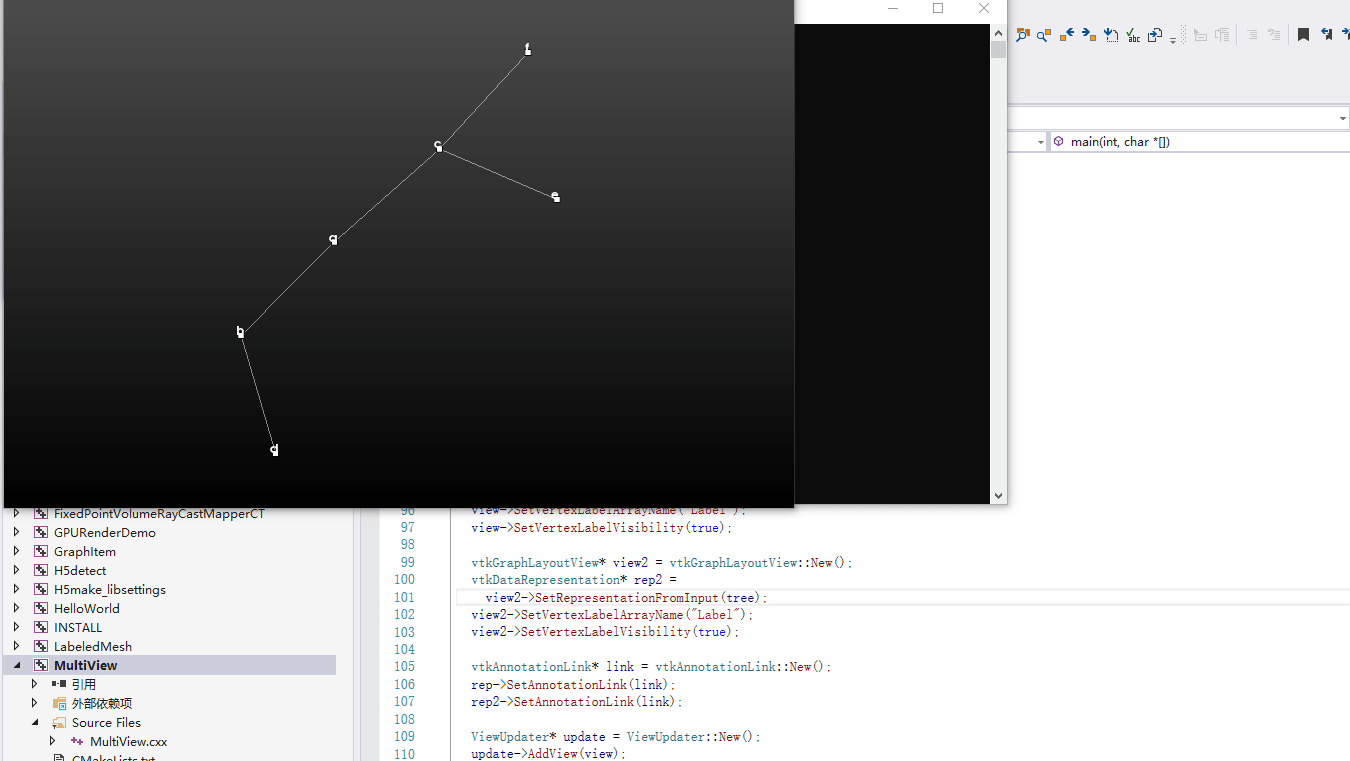 f
c
e
a
b
d
abc
main(int, char *[])
FixedPointVolumeRayCastMapperCT
GPURenderDemo
GraphItem
H5detect
H5make_libsettings
HelloWorld
INSTALL
LabeledMesh
MultiView
引用
外部依赖项
Source Files
MultiView.cxx
CMakeLists.txt
96 view->SetVertexLabelArrayName("Label");
97 view->SetVertexLabelVisibility(true);
98
99 vtkGraphLayoutView* view2 = vtkGraphLayoutView::New();
100 vtkDataRepresentation* rep2 =
101 view2->SetRepresentationFromInput(tree);
102 view2->SetVertexLabelArrayName("Label");
103 view2->SetVertexLabelVisibility(true);
104
105 vtkAnnotationLink* link = vtkAnnotationLink::New();
106 rep->SetAnnotationLink(link);
107 rep2->SetAnnotationLink(link);
108
109 ViewUpdater* update = ViewUpdater::New();
110 update->AddView(view);